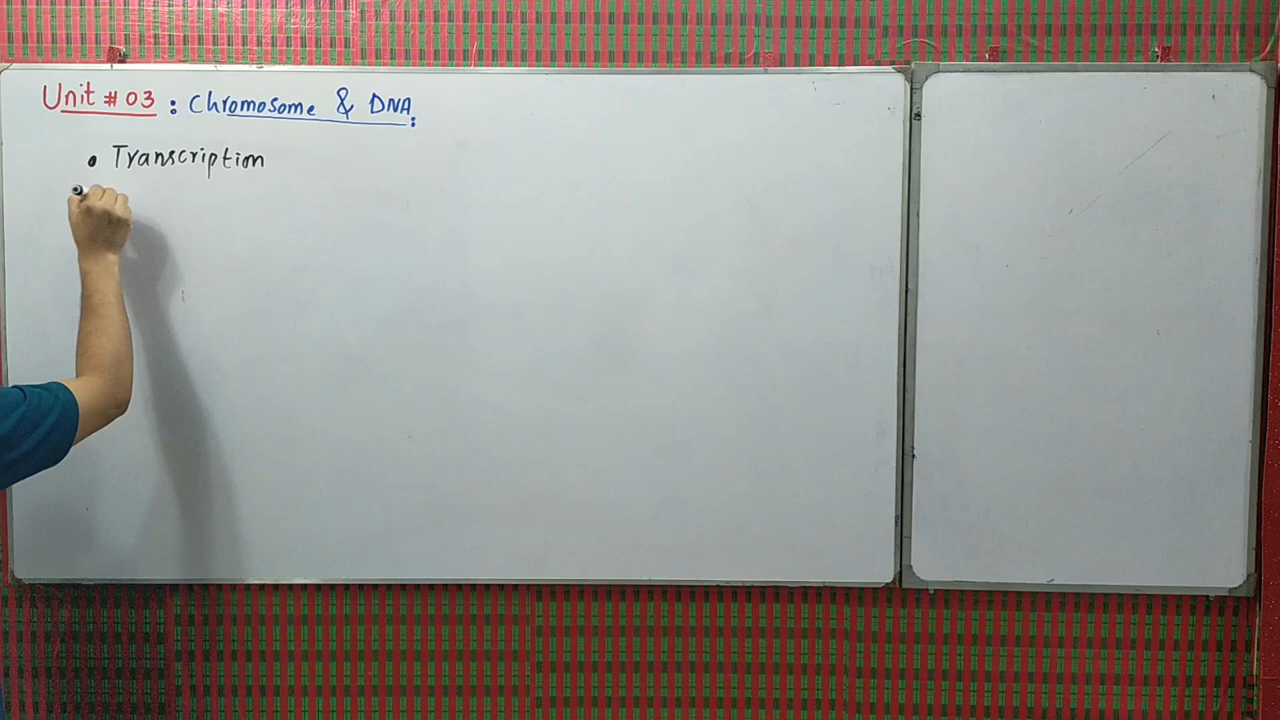 Unit # 03 : Chromosome & DNA:
• Transcription